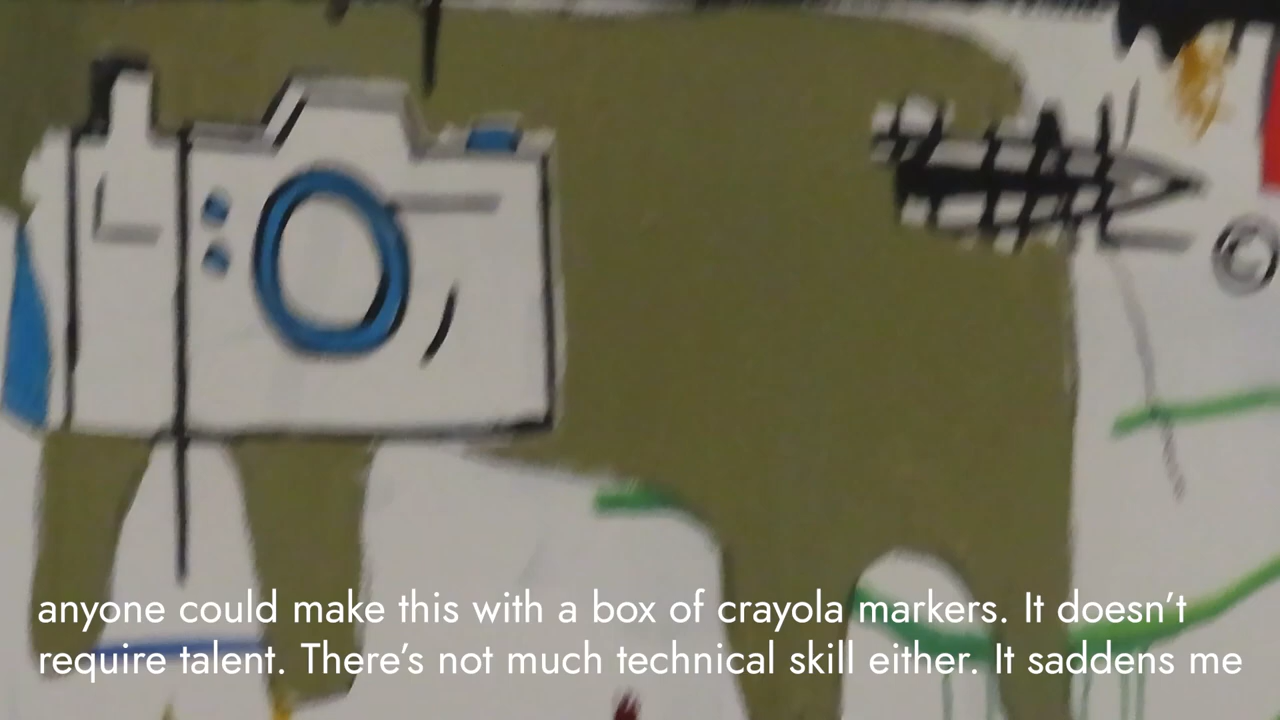 anyone could make this with a box of crayola markers. It doesn’t
require talent. There’s not much technical skill either. It saddens me